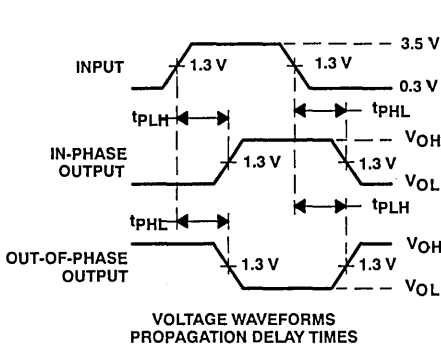 3.5 V
INPUT 1.3 V 1.3 V
0.3 V
tPLH tPHL
VOH
IN-PHASE
OUTPUT 1.3 V 1.3 V
VOL
tPHL tPLH
VOH
OUT-OF-PHASE
OUTPUT 1.3 V 1.3 V
VOL
VOLTAGE WAVEFORMS
PROPAGATION DELAY TIMES